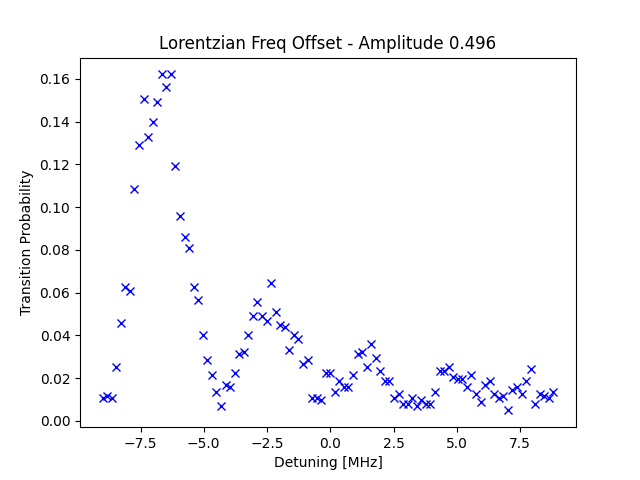 Lorentzian Freq Offset - Amplitude 0.496
Transition Probability
0.16
0.14
0.12
0.10
0.08
0.06
0.04
0.02
0.00
−7.5 −5.0 −2.5 0.0 2.5 5.0 7.5
Detuning [MHz]